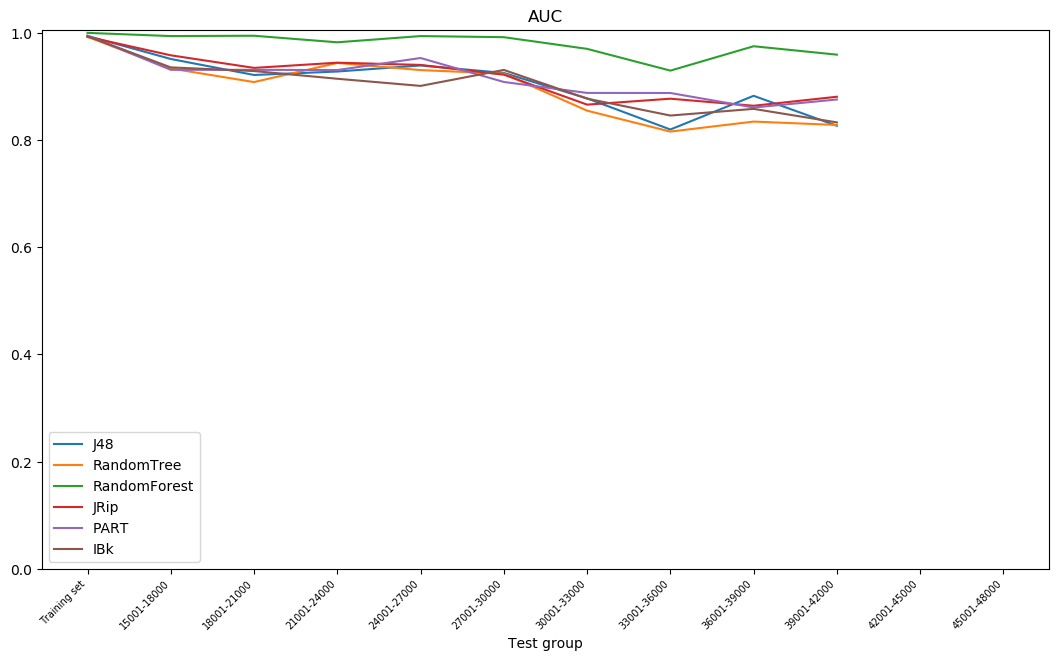 AUC
1.0
0.8
0.6
0.4
0.2
0.0
J48
RandomTree
RandomForest
JRip
PART
IBk
Training set
15001-18000
18001-21000
21001-24000
24001-27000
27001-30000
30001-33000
33001-36000
36001-39000
39001-42000
42001-45000
45001-48000
Test group